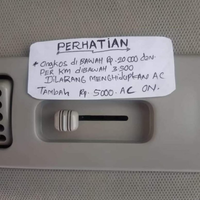 PERHATIAN
* ONGKOS di BAWAH Rp. 20 000 dan
PER KM diBAWAH 3.500
DILARANG MENGHIDUPKAN AC
TAMBAH Rp. 5000. AC ON.